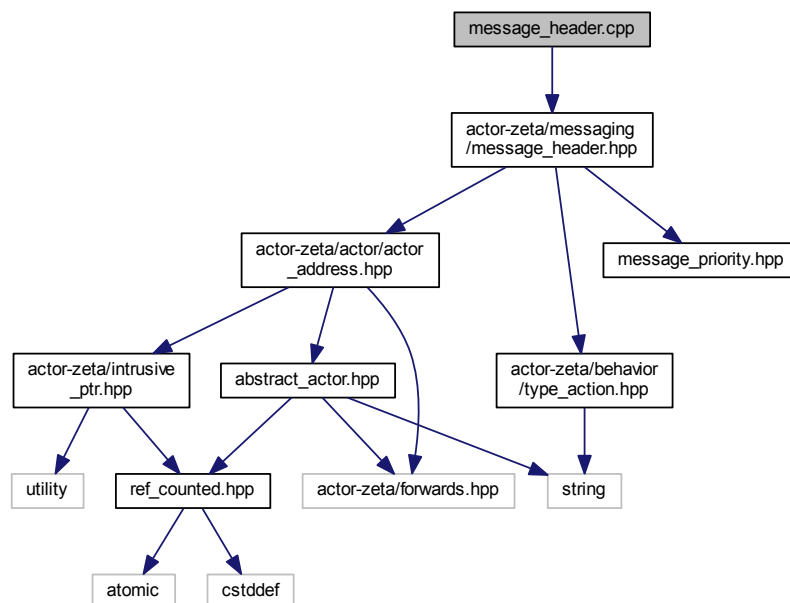 message_header.cpp
actor-zeta/messaging
/message_header.hpp
actor-zeta/actor/actor
_address.hpp
message_priority.hpp
actor-zeta/intrusive
_ptr.hpp
abstract_actor.hpp
actor-zeta/behavior
/type_action.hpp
utility
ref_counted.hpp
actor-zeta/forwards.hpp
string
atomic
cstddef